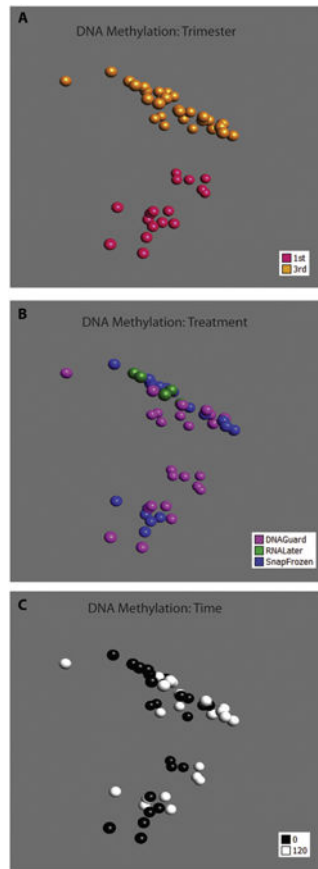 A
DNA Methylation: Trimester
1st
3rd
B
DNA Methylation: Treatment
DNAGuard
RNALater
SnapFrozen
C
DNA Methylation: Time
0
120